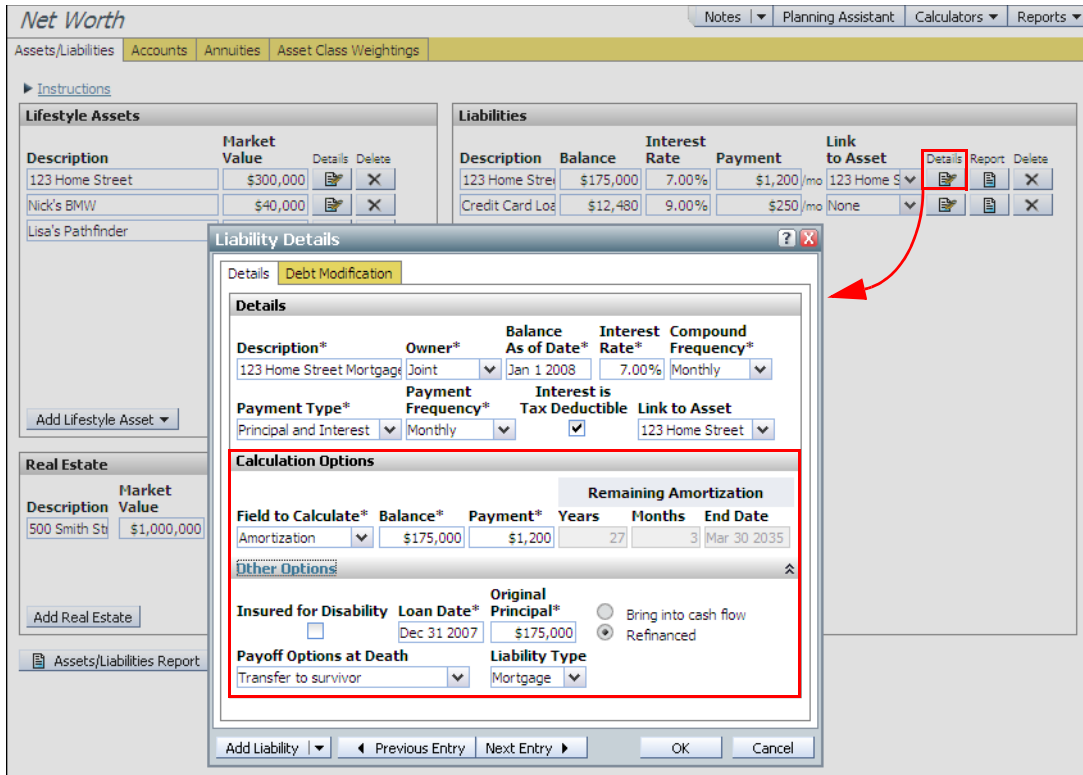 Net Worth
Notes Planning Assistant Calculators Reports
Assets/Liabilities Accounts Annuities Asset Class Weightings
Instructions
Lifestyle Assets
Market
Description Value Details Delete
123 Home Street $300,000
Nick's BMW $40,000
Lisa's Pathfinder
Add Lifestyle Asset
Liabilities
Interest Link
Description Balance Rate Payment to Asset Details Report Delete
123 Home Stre $175,000 7.00% $1,200 /mo 123 Home S
Credit Card Loa $12,480 9.00% $250 /mo None
Real Estate
Market
Description Value
500 Smith Str $1,000,000
Add Real Estate
Assets/Liabilities Report
Liability Details
Details Debt Modification
Details
Balance Interest Compound
Description* Owner* As of Date* Rate* Frequency*
123 Home Street Mortgage Joint Jan 1 2008 7.00% Monthly
Payment Interest is
Payment Type* Frequency* Tax Deductible Link to Asset
Principal and Interest Monthly 123 Home Street
Calculation Options
Remaining Amortization
Field to Calculate* Balance* Payment* Years Months End Date
Amortization $175,000 $1,200 27 3 Mar 30 2035
Other Options
Original
Insured for Disability Loan Date* Principal* Bring into cash flow
Dec 31 2007 $175,000 Refinanced
Payoff Options at Death Liability Type
Transfer to survivor Mortgage
Add Liability Previous Entry Next Entry OK Cancel